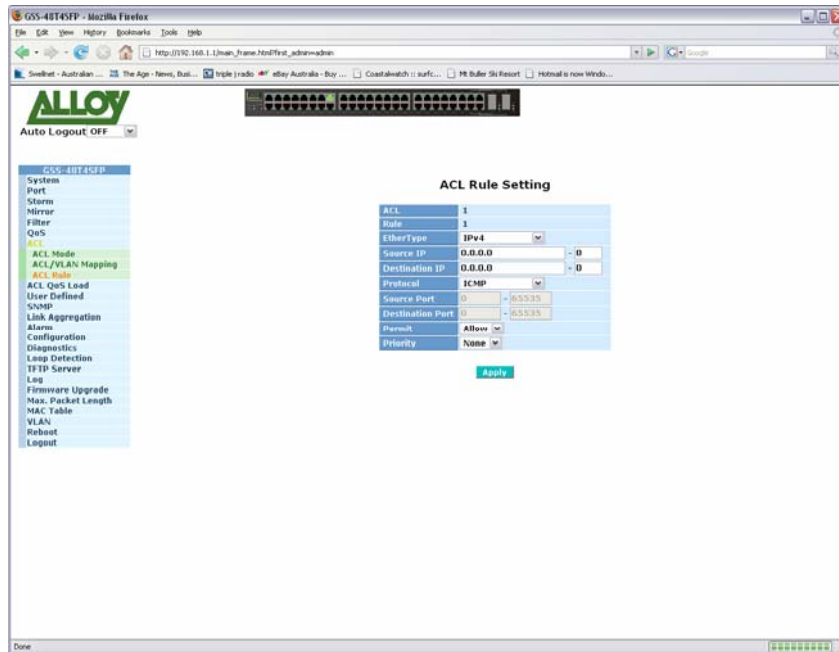 GSS-48T4SFP - Mozilla Firefox
File Edit View History Bookmarks Tools Help
http://192.168.1.1/main_frame.html?first_admin=admin
Google
Swellnet - Australian ... The Age - News, Busi... triple j radio eBay Australia - Buy ... Coastalwatch :: surfc... Mt Buller Ski Resort Hotmail is now Windo...
ALLOY
Auto Logout OFF
GSS-48T4SFP
System
Port
Storm
Mirror
Filter
QoS
ACL
ACL Mode
ACL/VLAN Mapping
ACL Rule
ACL QoS Load
User Defined
SNMP
Link Aggregation
Alarm
Configuration
Diagnostics
Loop Detection
TFTP Server
Log
Firmware Upgrade
Max. Packet Length
MAC Table
VLAN
Reboot
Logout
ACL Rule Setting
ACL 1
Rule 1
EtherType IPv4
Source IP 0.0.0.0 - 0
Destination IP 0.0.0.0 - 0
Protocol ICMP
Source Port 0 - 65535
Destination Port 0 - 65535
Permit Allow
Priority None
Apply
Done